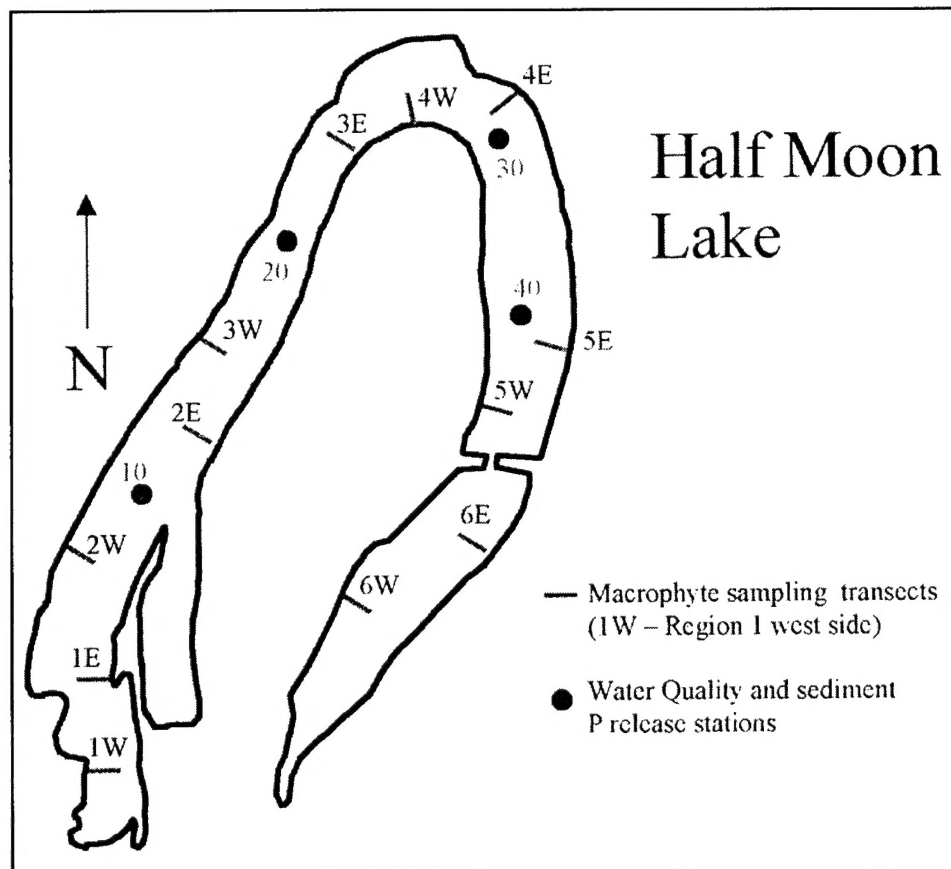 Half Moon
Lake
N
4E
4W
3E
30
20
40
3W
5E
5W
2E
10
6E
2W
6W
1E
1W
Macrophyte sampling transects
(1W – Region 1 west side)
Water Quality and sediment
P release stations